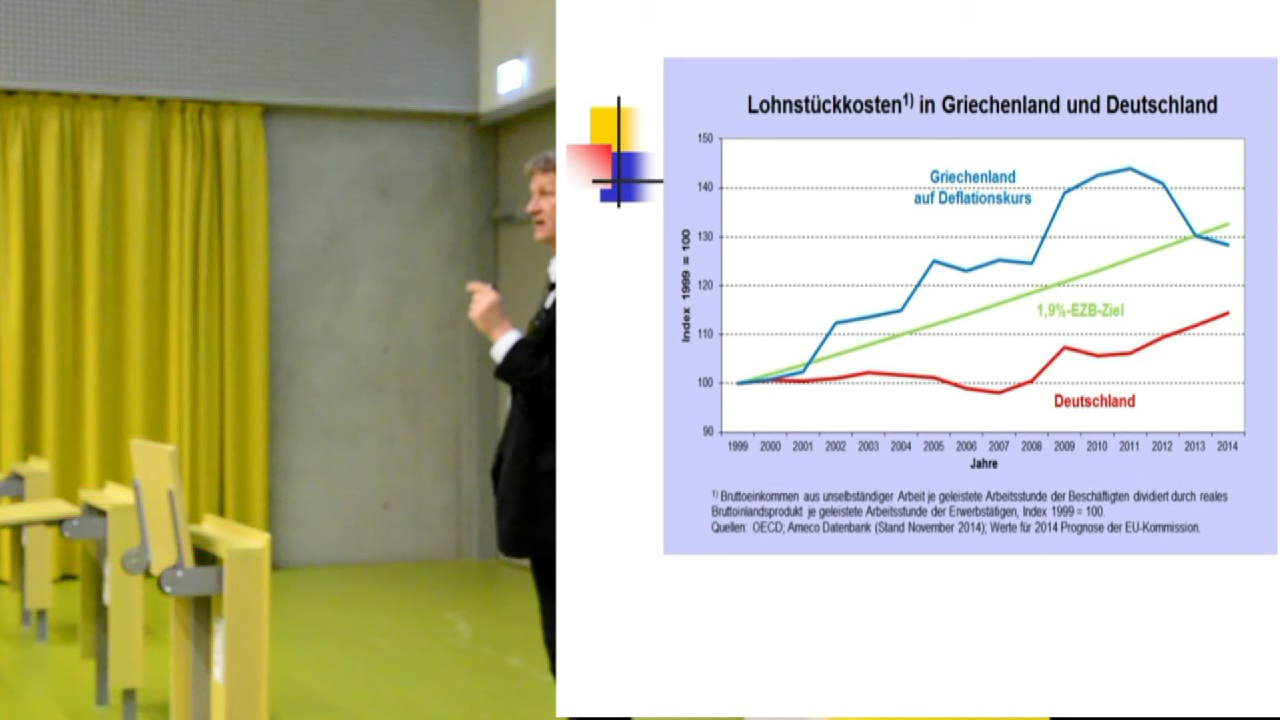 Lohnstückkosten1) in Griechenland und Deutschland
150
140
130
120
110
100
90
Index 1999 = 100
Griechenland
auf Deflationskurs
1,9%-EZB-Ziel
Deutschland
1999 2000 2001 2002 2003 2004 2005 2006 2007 2008 2009 2010 2011 2012 2013 2014
Jahre
1) Bruttoeinkommen aus unselbständiger Arbeit je geleistete Arbeitsstunde der Beschäftigten dividiert durch reales
Bruttoinlandsprodukt je geleistete Arbeitsstunde der Erwerbstätigen, Index 1999 = 100.
Quellen: OECD; Ameco Datenbank (Stand November 2014); Werte für 2014 Prognose der EU-Kommission.